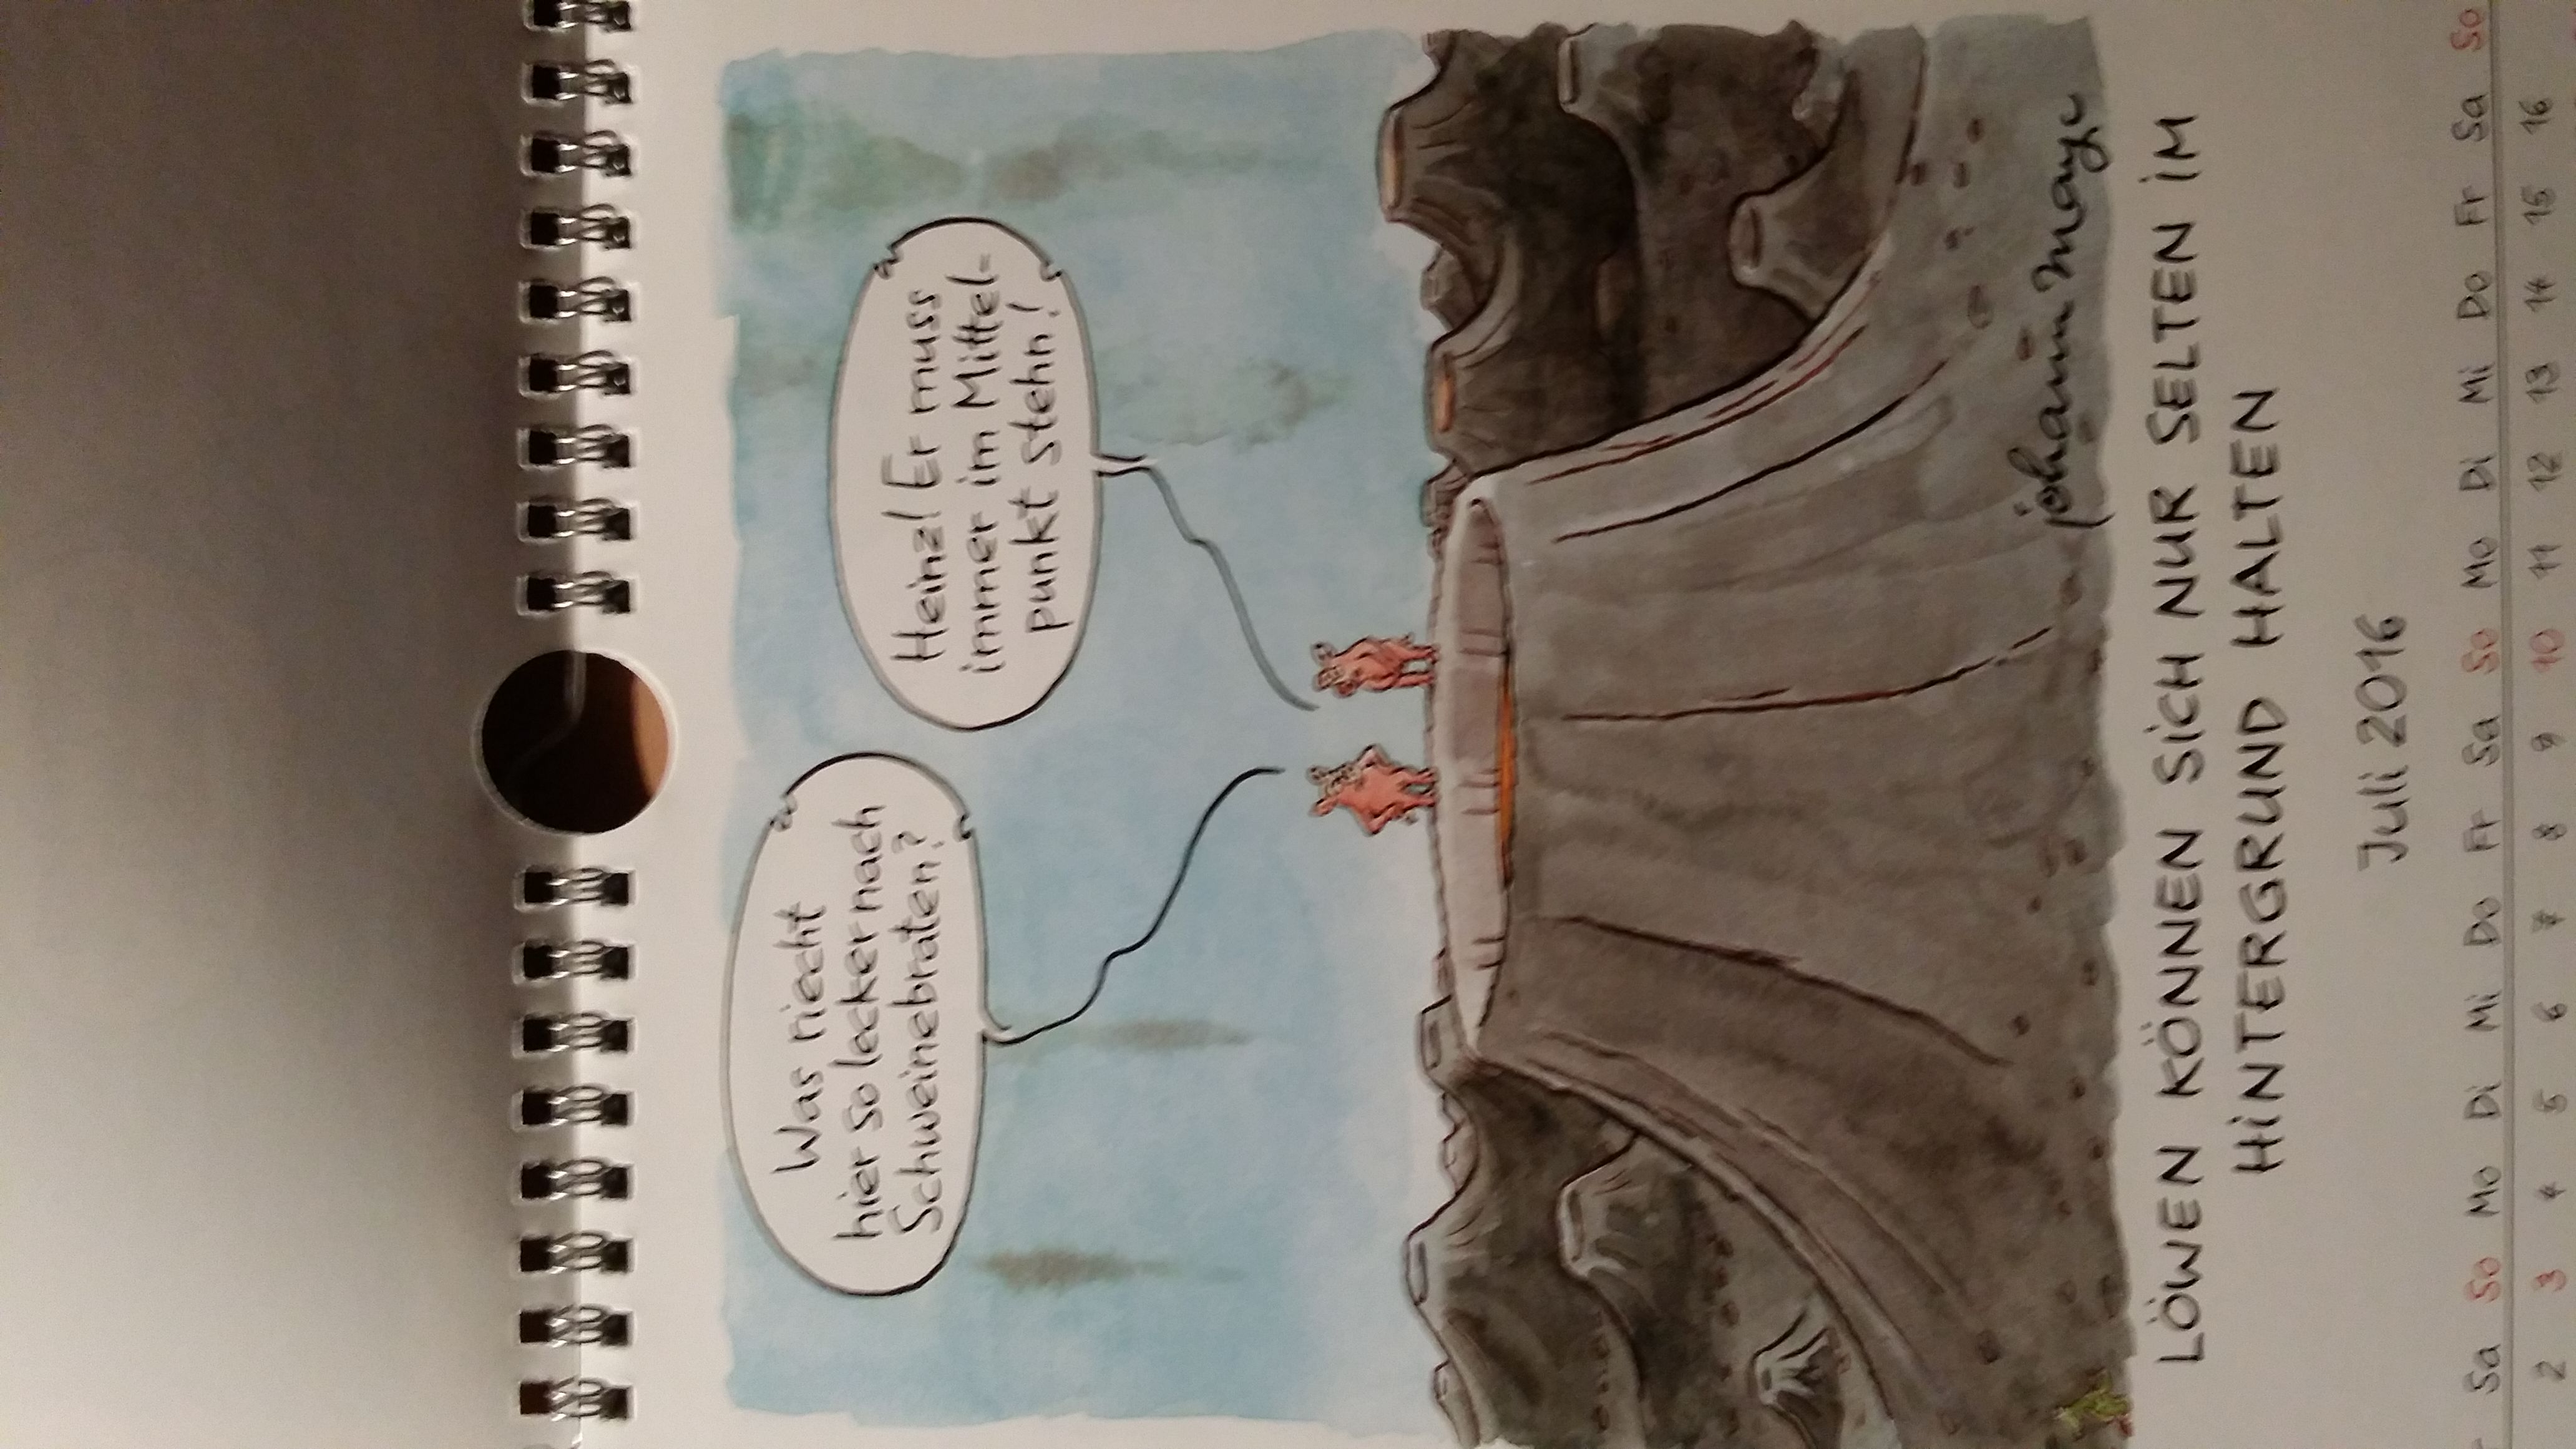 Was riecht
hier so lecker nach
Schweinebraten?
Heinz! Er muss
immer im Mittel-
punkt stehn!
johann mayr
LÖWEN KÖNNEN SiCH NUR SELTEN iM
HiNTERGRUND HALTEN
Juli 2016
Sa So Mo Di Mi Do Fr Sa So Mo Di Mi Do Fr Sa So
2 3 4 5 6 7 8 9 10 11 12 13 14 15 16